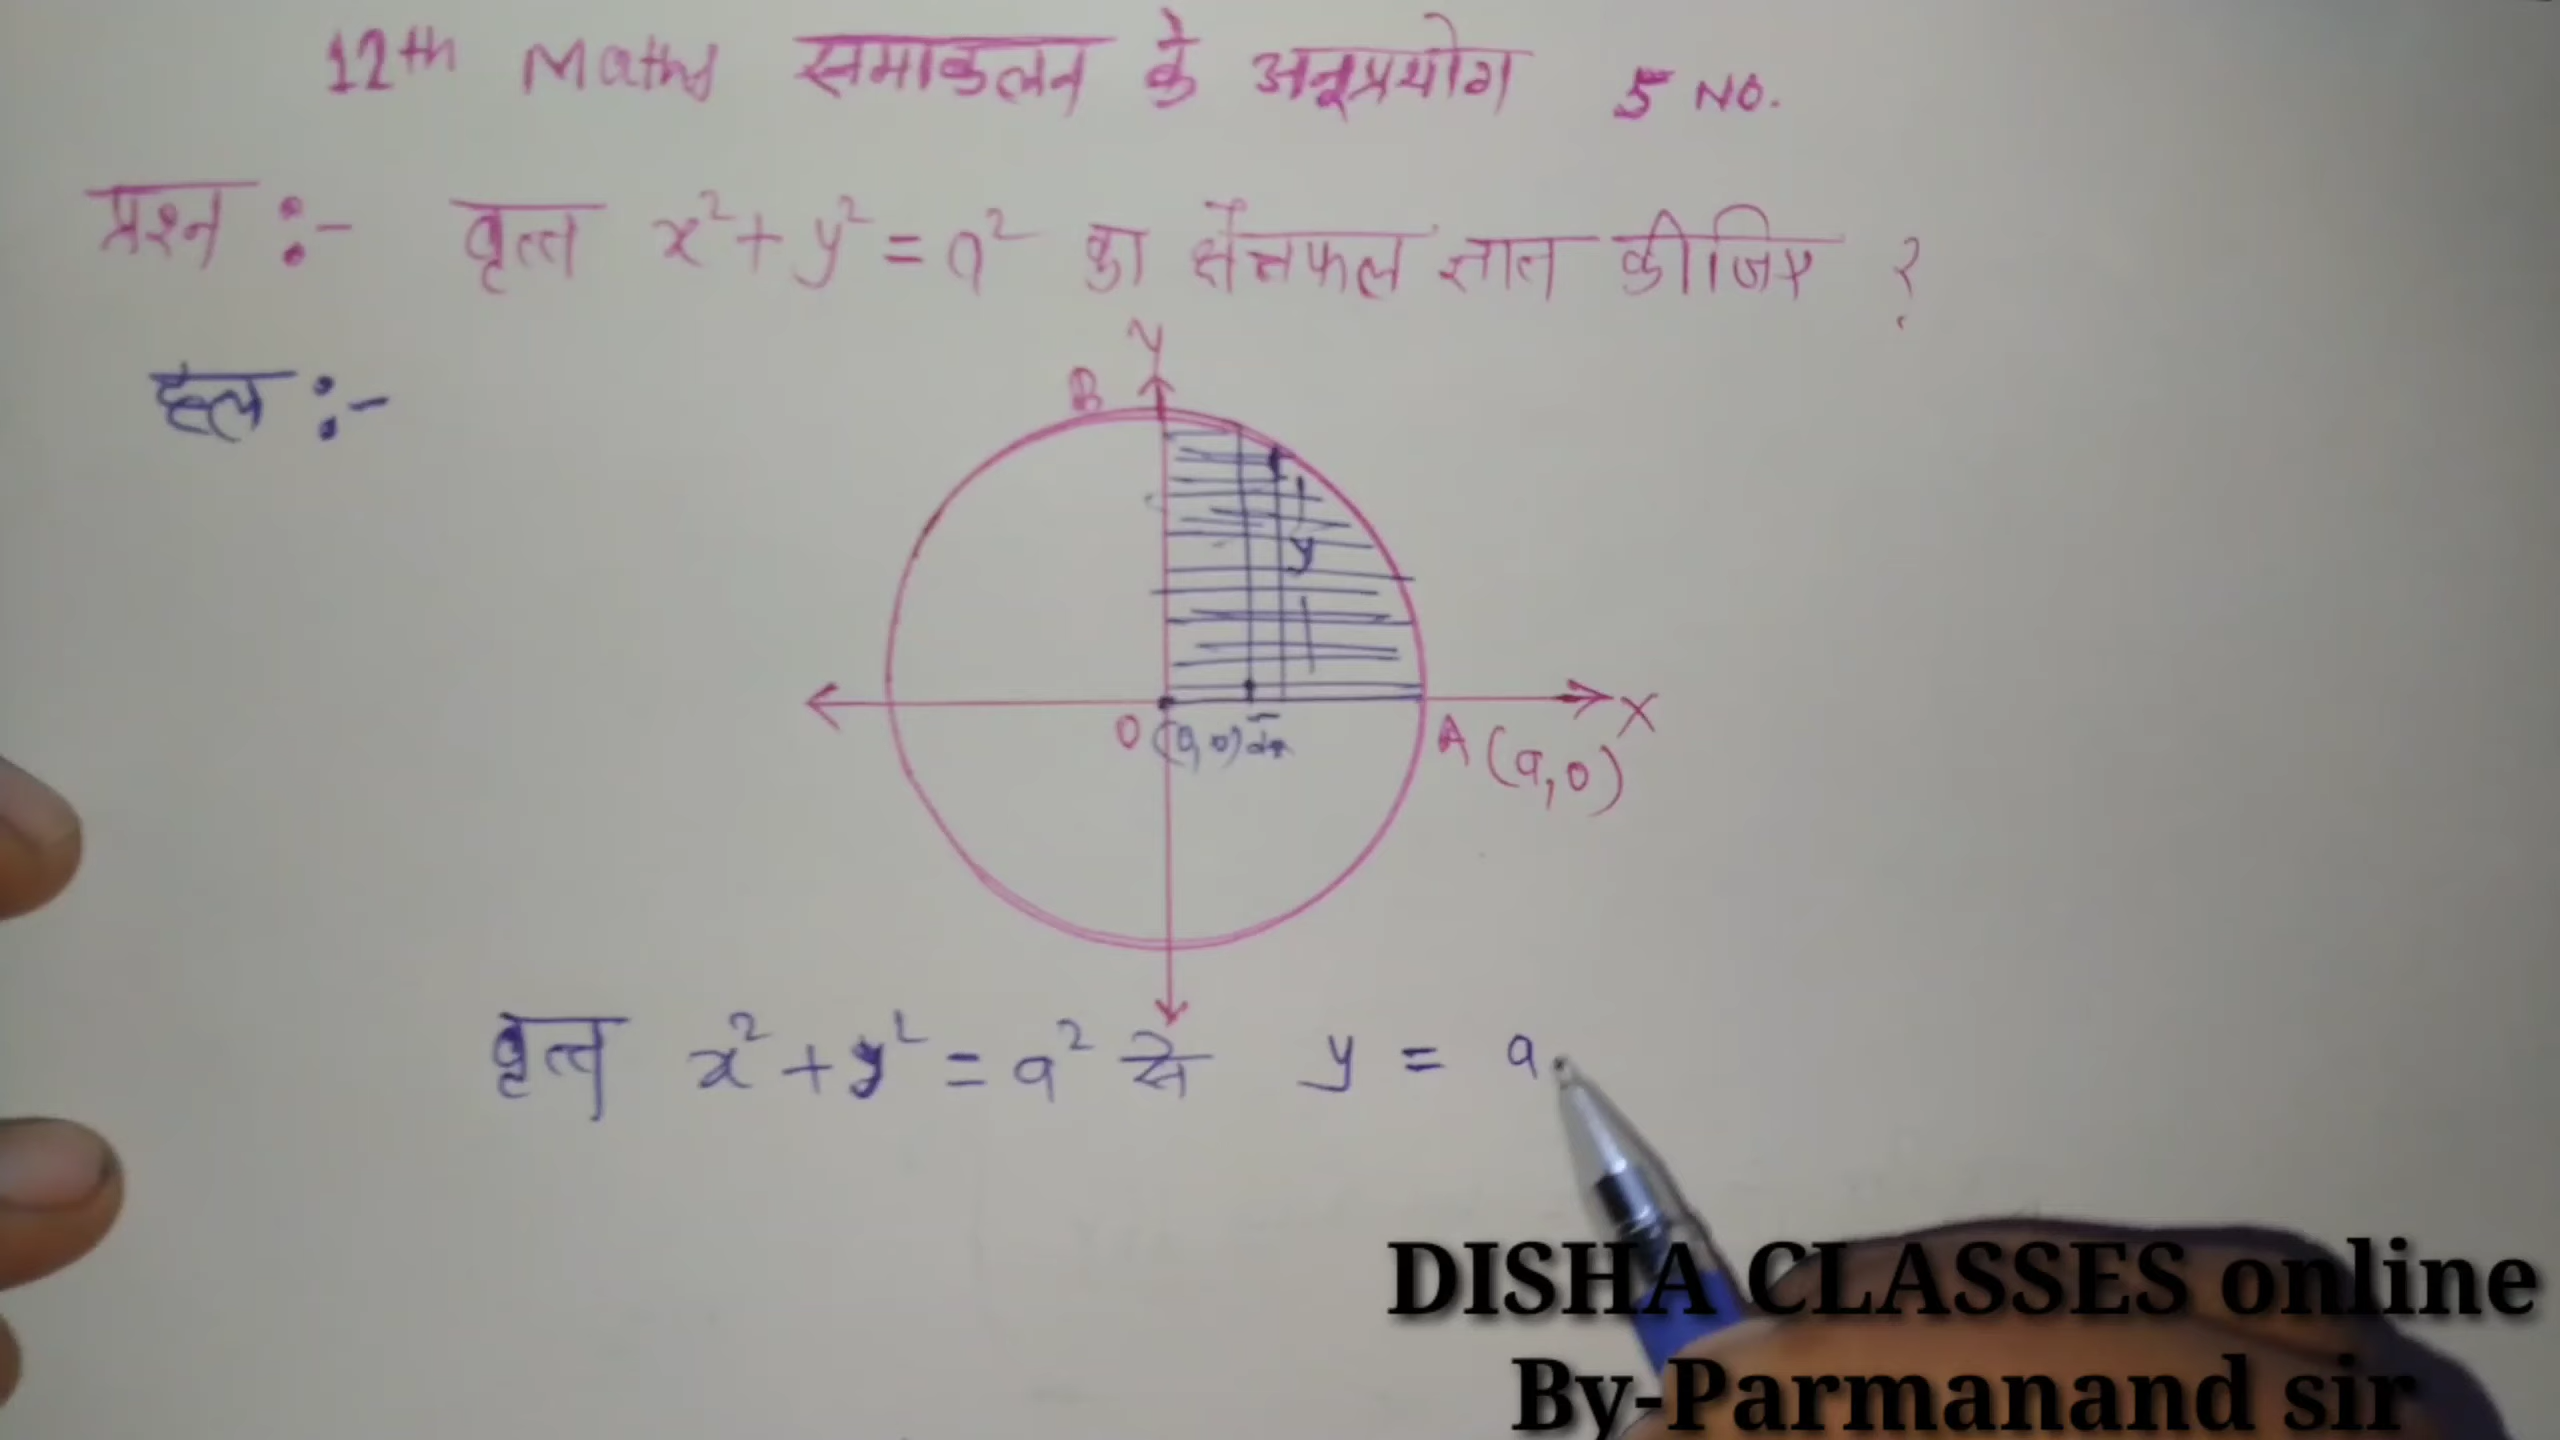 12th Maths समाकलन के अनुप्रयोग 5 NO.
प्रश्न :- वृत्त x² + y² = a² का क्षेत्रफल ज्ञात कीजिए ?
हल :-
Y
B
y
O (0,0) dx
A (a,0)
X
वृत्त x² + y² = a² से y = a
DISHA CLASSES online
By-Parmanand sir